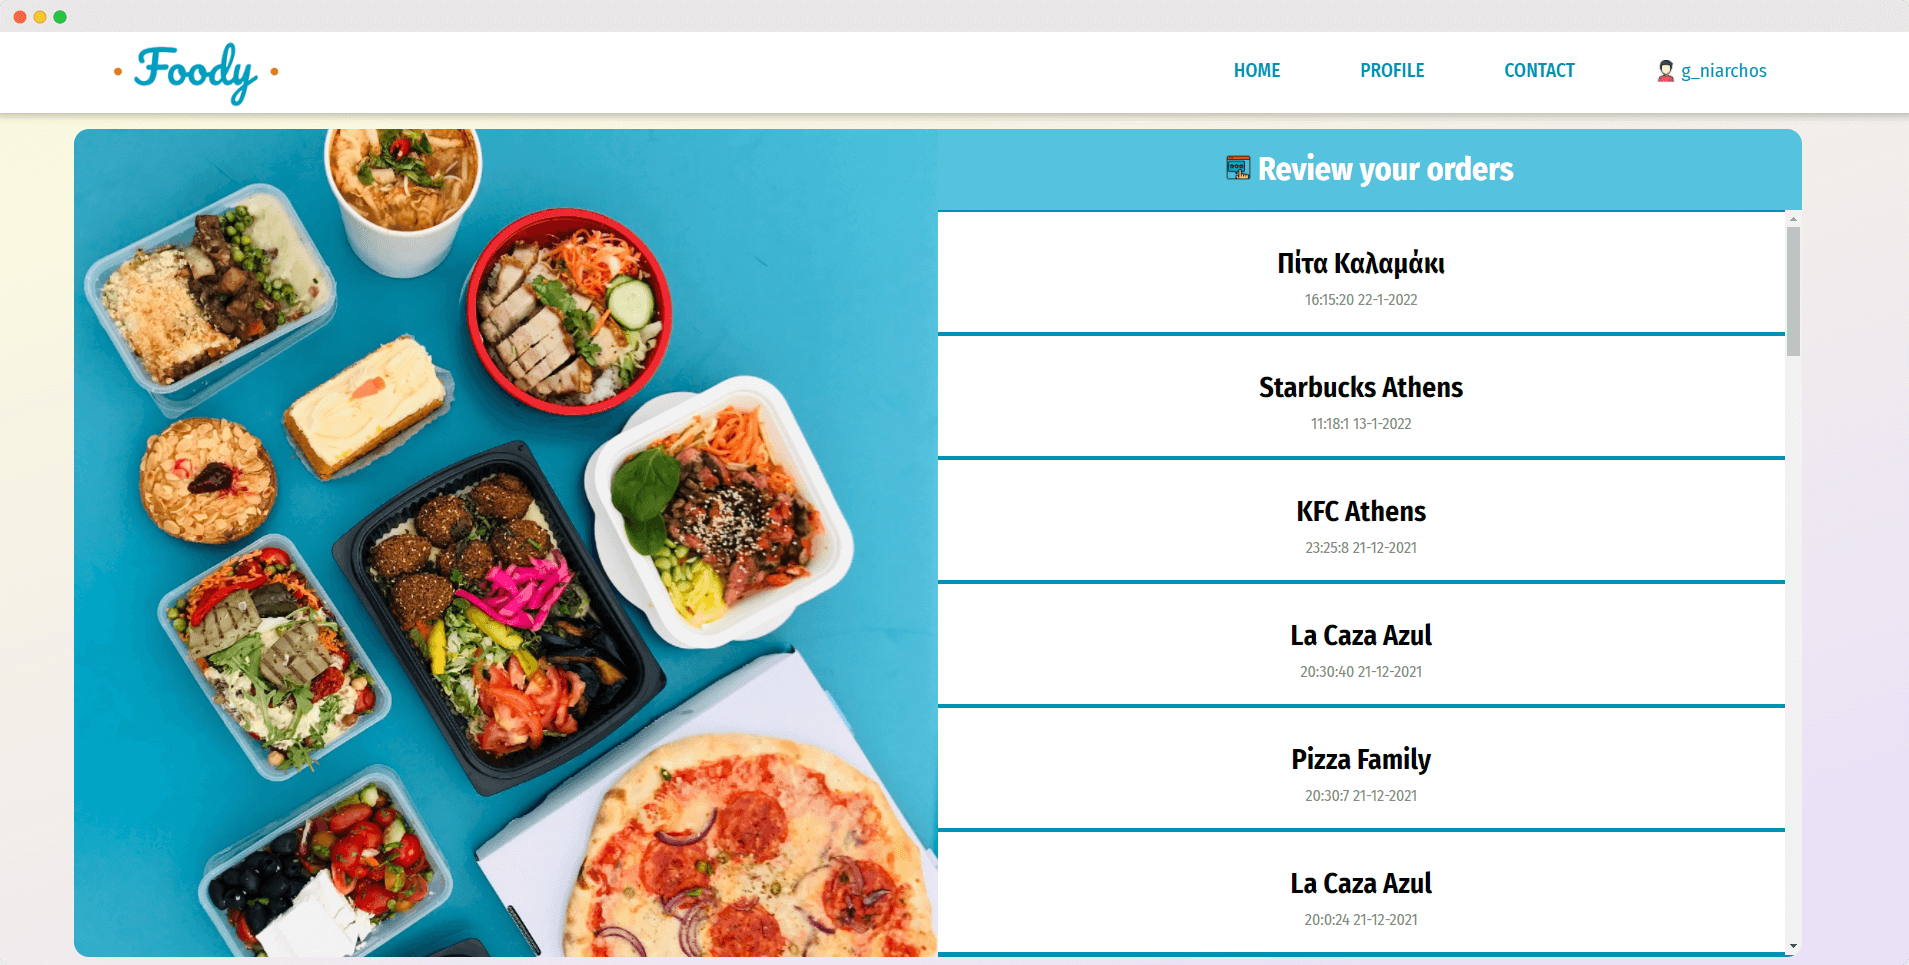 Foody
HOME PROFILE CONTACT g_niarchos
Review your orders
Πίτα Καλαμάκι
16:15:20 22-1-2022
Starbucks Athens
11:18:1 13-1-2022
KFC Athens
23:25:8 21-12-2021
La Caza Azul
20:30:40 21-12-2021
Pizza Family
20:30:7 21-12-2021
La Caza Azul
20:0:24 21-12-2021